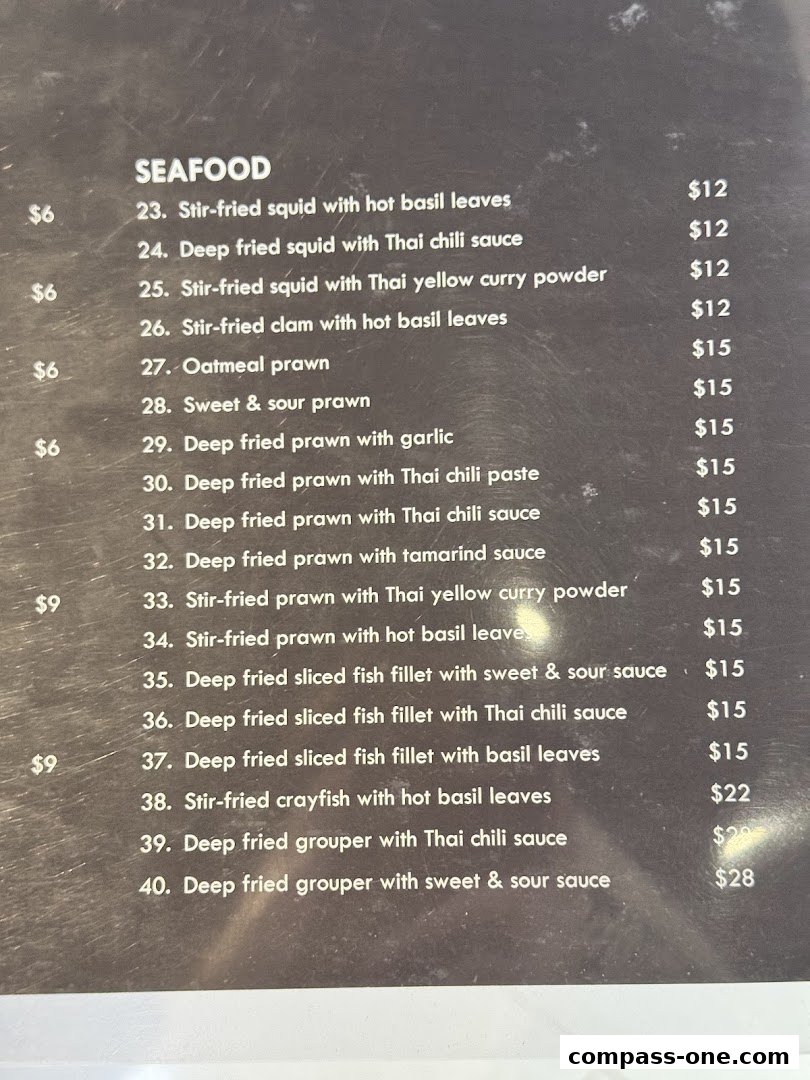 SEAFOOD
$6
23. Stir-fried squid with hot basil leaves $12
24. Deep fried squid with Thai chili sauce $12
$6
25. Stir-fried squid with Thai yellow curry powder $12
26. Stir-fried clam with hot basil leaves $12
$6
27. Oatmeal prawn $15
28. Sweet & sour prawn $15
$6
29. Deep fried prawn with garlic $15
30. Deep fried prawn with Thai chili paste $15
31. Deep fried prawn with Thai chili sauce $15
32. Deep fried prawn with tamarind sauce $15
$9
33. Stir-fried prawn with Thai yellow curry powder $15
34. Stir-fried prawn with hot basil leaves $15
35. Deep fried sliced fish fillet with sweet & sour sauce $15
36. Deep fried sliced fish fillet with Thai chili sauce $15
$9
37. Deep fried sliced fish fillet with basil leaves $15
38. Stir-fried crayfish with hot basil leaves $22
39. Deep fried grouper with Thai chili sauce
40. Deep fried grouper with sweet & sour sauce $28
compass-one.com